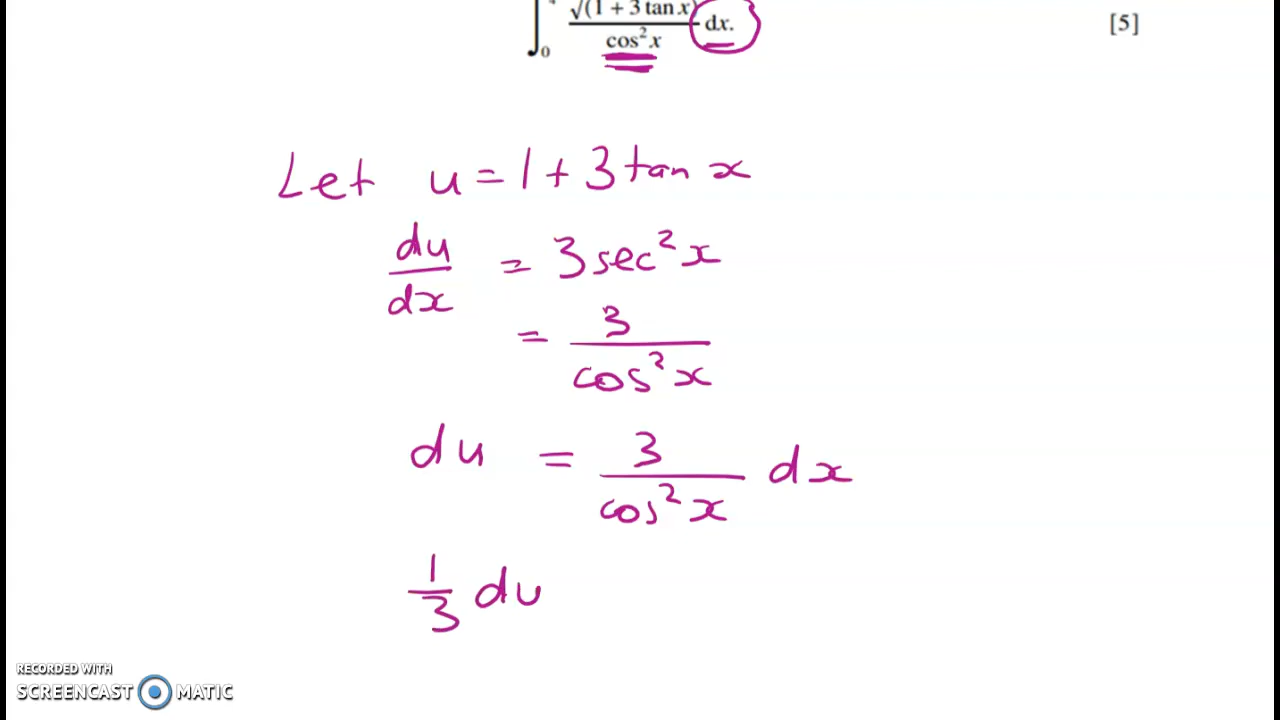 ∫₀ √(1 + 3 tan x) / cos² x dx. [5]
Let u = 1 + 3 tan x
du/dx = 3 sec² x
= 3 / cos² x
du = 3 / cos² x dx
1/3 du
RECORDED WITH
SCREENCAST MATIC